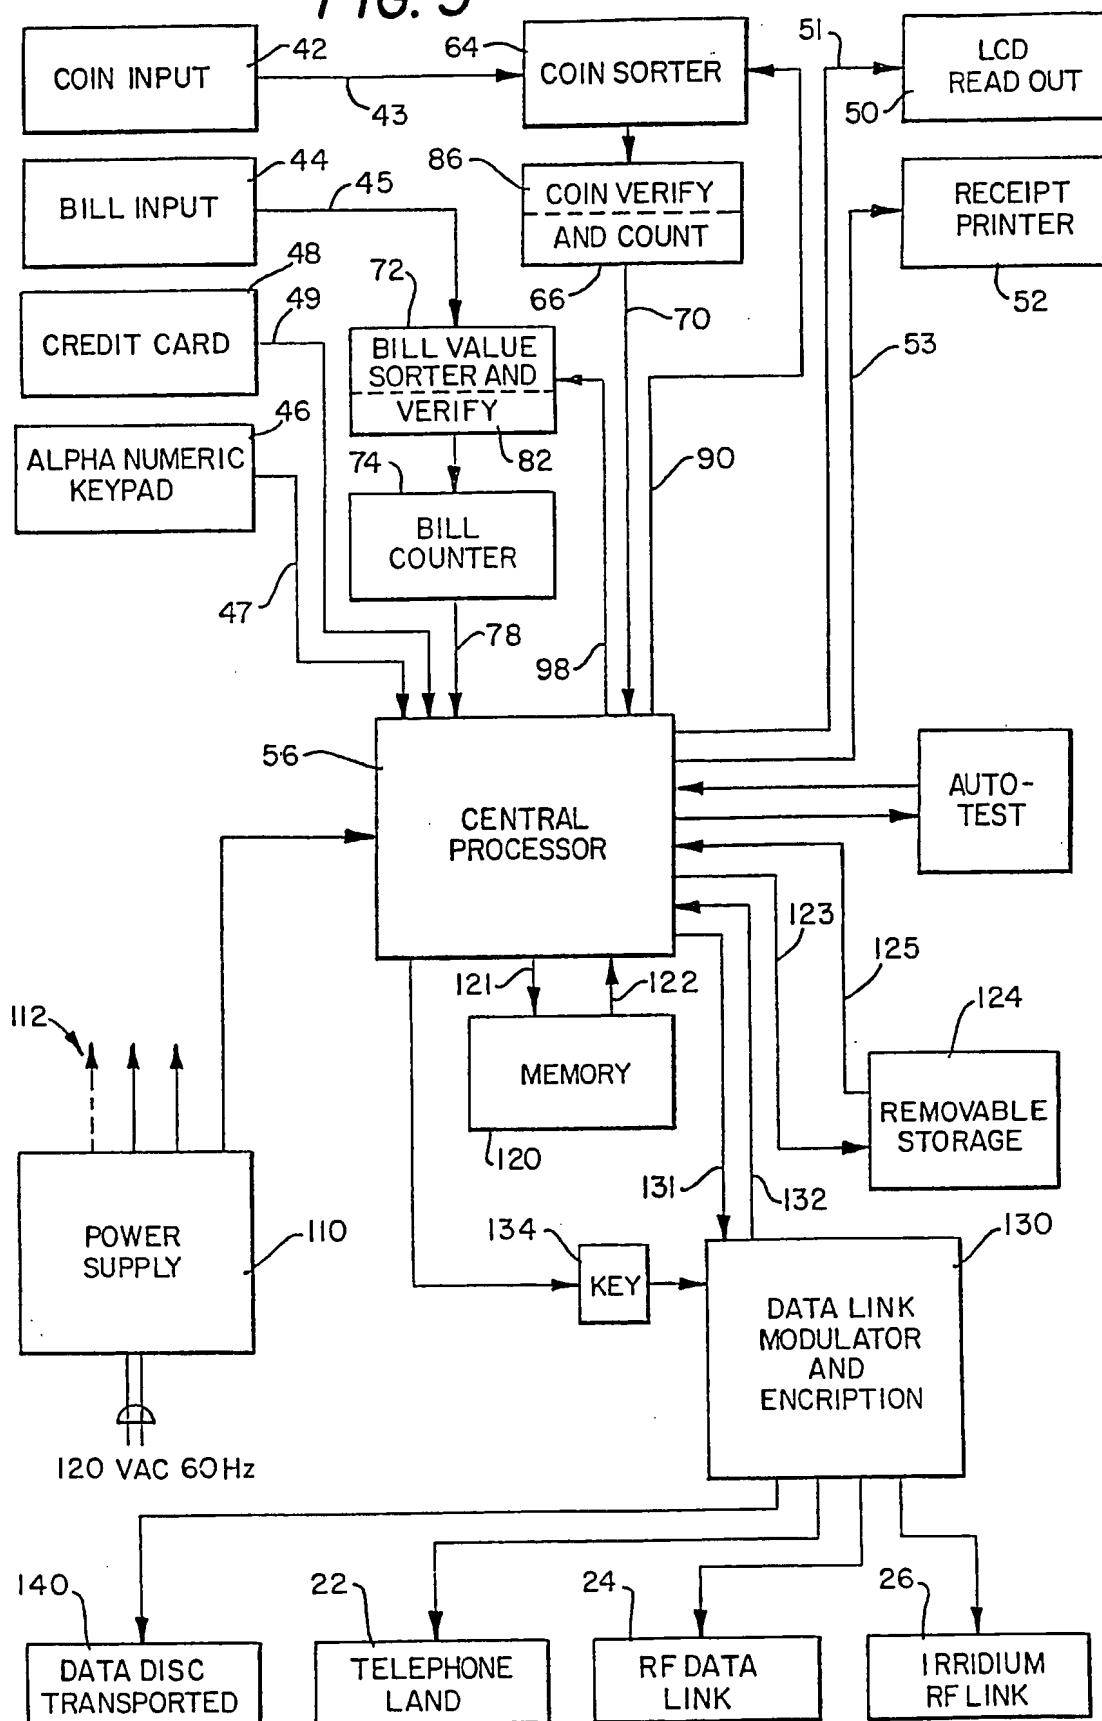 FIG. 5
COIN INPUT
42
43
64
COIN SORTER
51
LCD
READ OUT
50
BILL INPUT
44
45
86
COIN VERIFY
AND COUNT
66
70
RECEIPT
PRINTER
52
53
CREDIT CARD
48
49
72
BILL VALUE
SORTER AND
VERIFY
82
90
ALPHA NUMERIC
KEYPAD
46
47
74
BILL
COUNTER
78
98
56
CENTRAL
PROCESSOR
AUTO-
TEST
121
122
123
125
112
MEMORY
120
124
REMOVABLE
STORAGE
131
132
POWER
SUPPLY
110
134
KEY
130
DATA LINK
MODULATOR
AND
ENCRIPTION
120 VAC 60Hz
140
DATA DISC
TRANSPORTED
22
TELEPHONE
LAND
24
RF DATA
LINK
26
IRRIDIUM
RF LINK